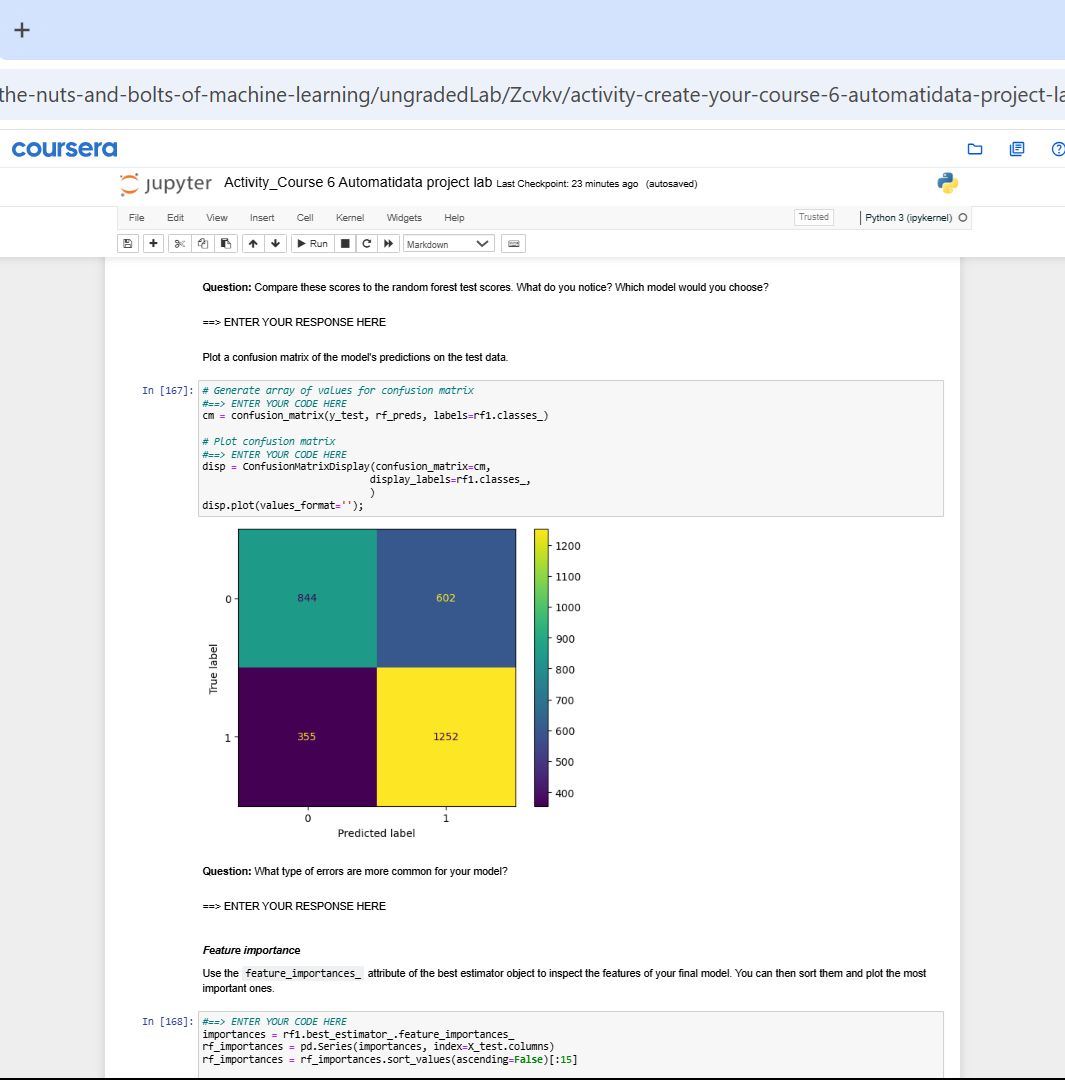 +
the-nuts-and-bolts-of-machine-learning/ungradedLab/Zcvkv/activity-create-your-course-6-automatidata-project-la
coursera
jupyter Activity_Course 6 Automatidata project lab Last Checkpoint: 23 minutes ago (autosaved)
File Edit View Insert Cell Kernel Widgets Help Trusted Python 3 (ipykernel)
Run Markdown
Question: Compare these scores to the random forest test scores. What do you notice? Which model would you choose?
==> ENTER YOUR RESPONSE HERE
Plot a confusion matrix of the model's predictions on the test data.
In [167]: # Generate array of values for confusion matrix
#==> ENTER YOUR CODE HERE
cm = confusion_matrix(y_test, rf_preds, labels=rf1.classes_)
# Plot confusion matrix
#==> ENTER YOUR CODE HERE
disp = ConfusionMatrixDisplay(confusion_matrix=cm,
display_labels=rf1.classes_,
)
disp.plot(values_format='');
1200
1100
1000
900
800
700
600
500
400
0 844 602
True label
1 355 1252
0 1
Predicted label
Question: What type of errors are more common for your model?
==> ENTER YOUR RESPONSE HERE
Feature importance
Use the feature_importances_ attribute of the best estimator object to inspect the features of your final model. You can then sort them and plot the most
important ones.
In [168]: #==> ENTER YOUR CODE HERE
importances = rf1.best_estimator_.feature_importances_
rf_importances = pd.Series(importances, index=X_test.columns)
rf_importances = rf_importances.sort_values(ascending=False)[:15]